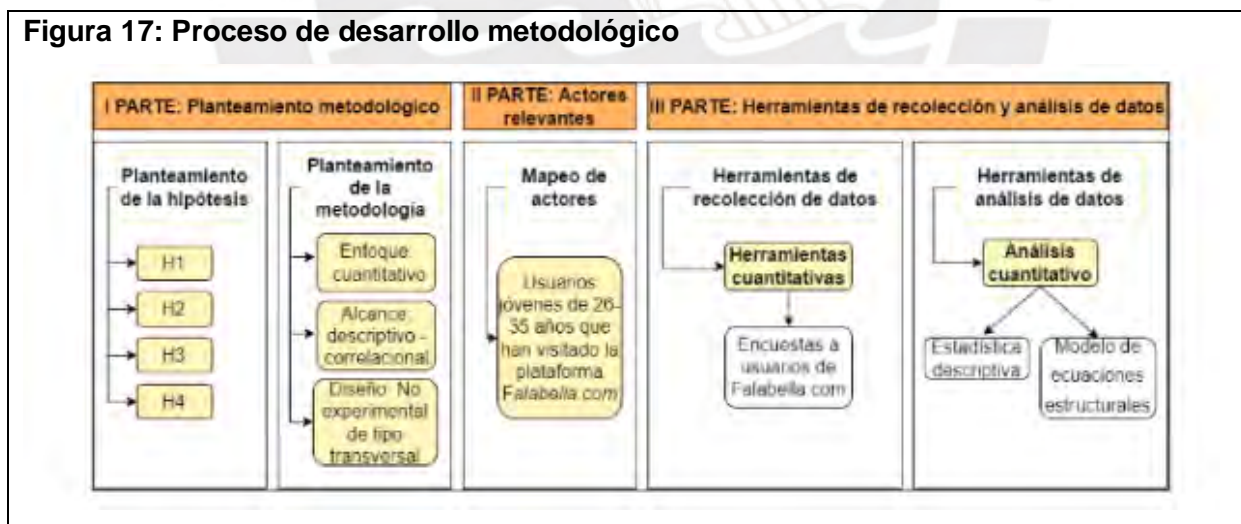 Figura 17: Proceso de desarrollo metodológico
I PARTE: Planteamiento metodologico
II PARTE: Actores
relevantes
III PARTE: Herramientas de recolección y análisis de datos
Planteamiento
de la hipótesis
H1
H2
H3
H4
Planteamiento
de la
metodología
Enfoque
cuantitativo
Alcance
descriptivo -
correlacional
Diseño No
experimental
de tipo
transversal
Mapeo de
actores
Usuarios
jóvenes de 26-
35 años que
han visitado la
plataforma
Falabella.com
Herramientas de
recolección de datos
Herramientas
cuantitativas
Encuestas a
usuarios de
Falabella com
Herramientas de
análisis de datos
Análisis
cuantitativo
Estadística
descriptiva
Modelo de
ecuaciones
estructurales